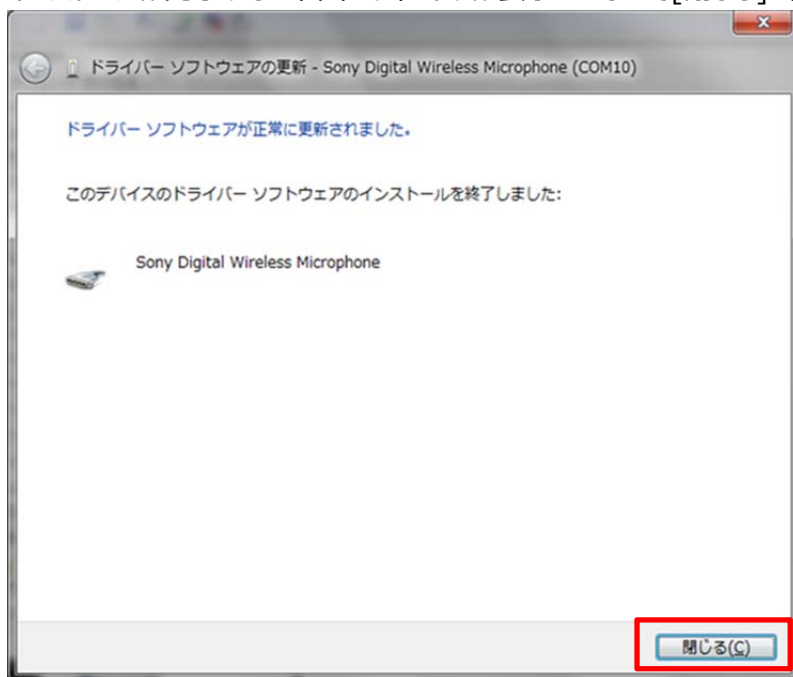 ドライバー ソフトウェアの更新 - Sony Digital Wireless Microphone (COM10)
ドライバー ソフトウェアが正常に更新されました。
このデバイスのドライバー ソフトウェアのインストールを終了しました:
Sony Digital Wireless Microphone
閉じる(C)